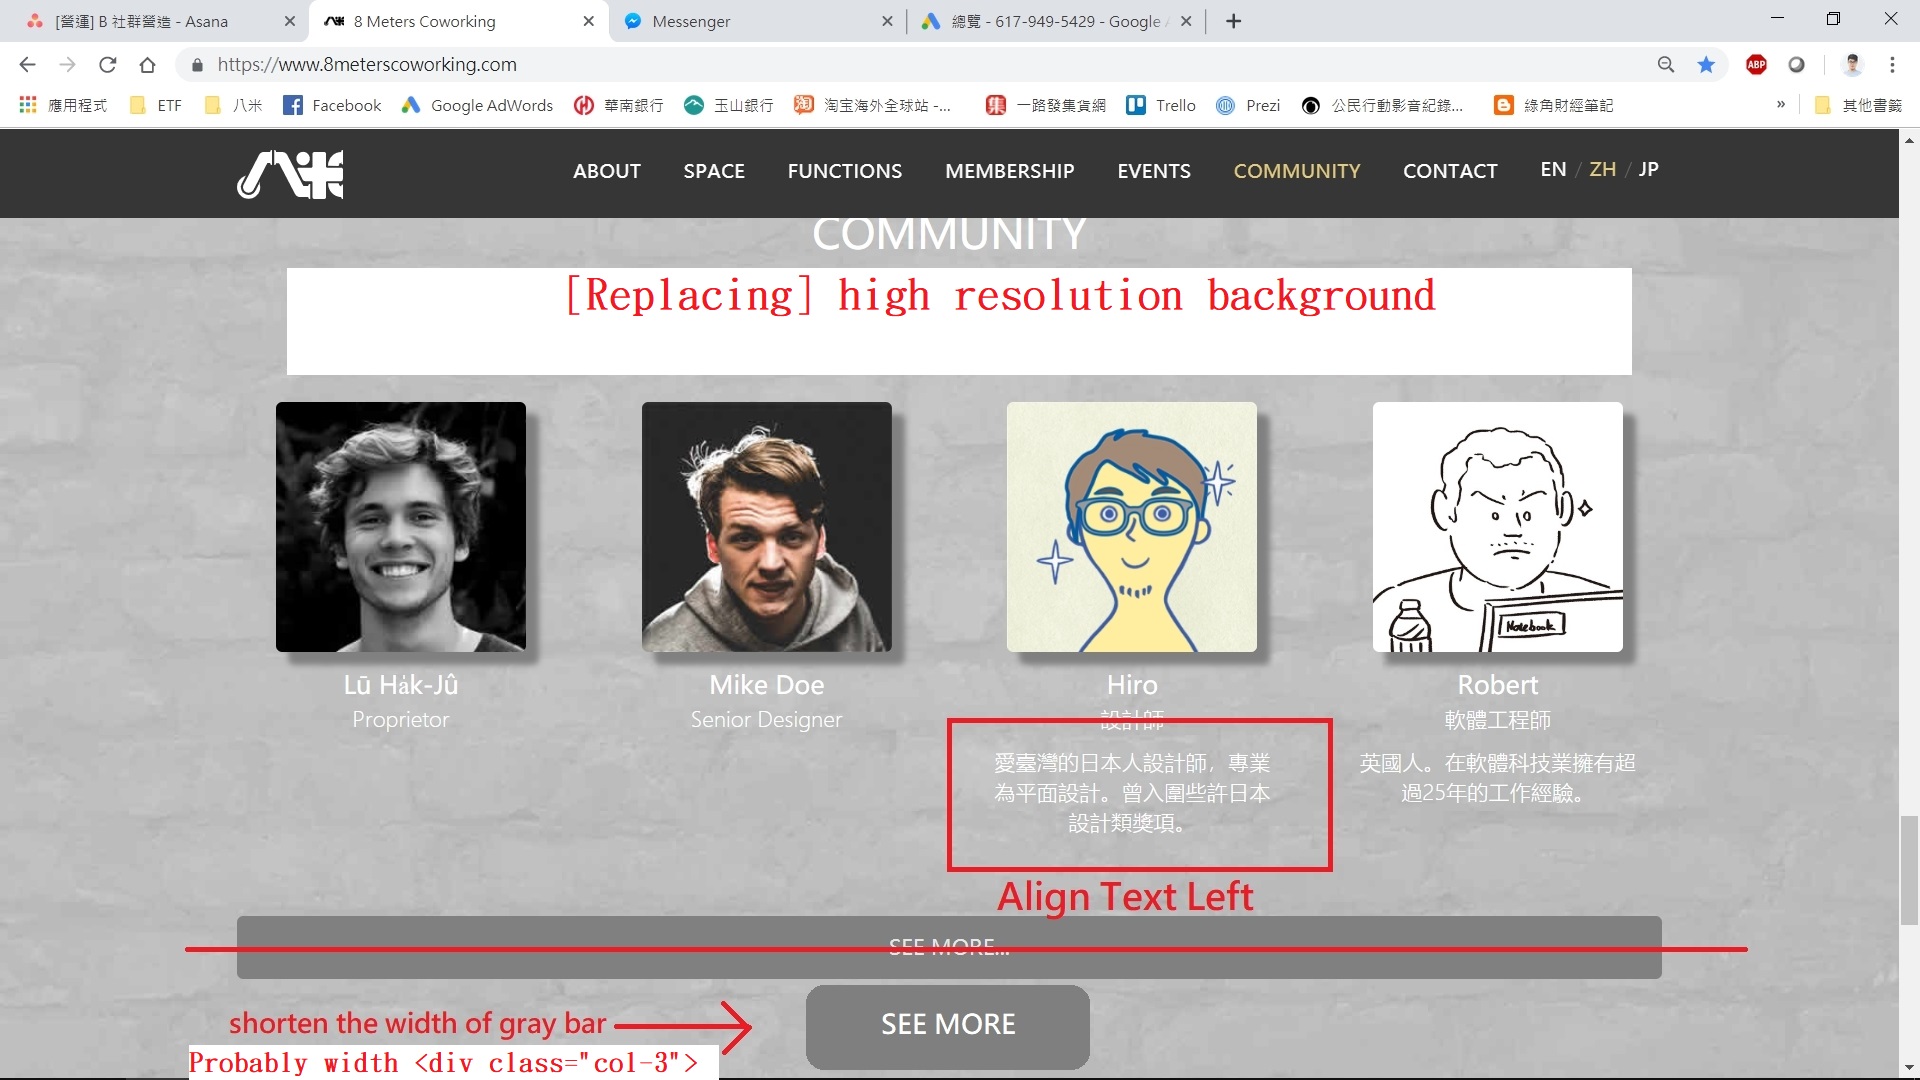 [營運] B 社群營造 - Asana
8 Meters Coworking
Messenger
總覽 - 617-949-5429 - Google
https://www.8meterscoworking.com
ABP
應用程式
ETF
八米
Facebook
Google AdWords
華南銀行
玉山銀行
淘宝海外全球站 -...
一路發集貨網
Trello
Prezi
公民行動影音紀錄...
綠角財經筆記
»
其他書籤
八米
ABOUT
SPACE
FUNCTIONS
MEMBERSHIP
EVENTS
COMMUNITY
CONTACT
EN / ZH / JP
COMMUNITY
[Replacing] high resolution background
Notebook
Lū Ha̍k-Jû
Proprietor
Mike Doe
Senior Designer
Hiro
設計師
愛臺灣的日本人設計師，專業
為平面設計。曾入圍些許日本
設計類獎項。
Robert
軟體工程師
英國人。在軟體科技業擁有超
過25年的工作經驗。
Align Text Left
SEE MORE...
shorten the width of gray bar
SEE MORE
Probably width <div class="col-3">